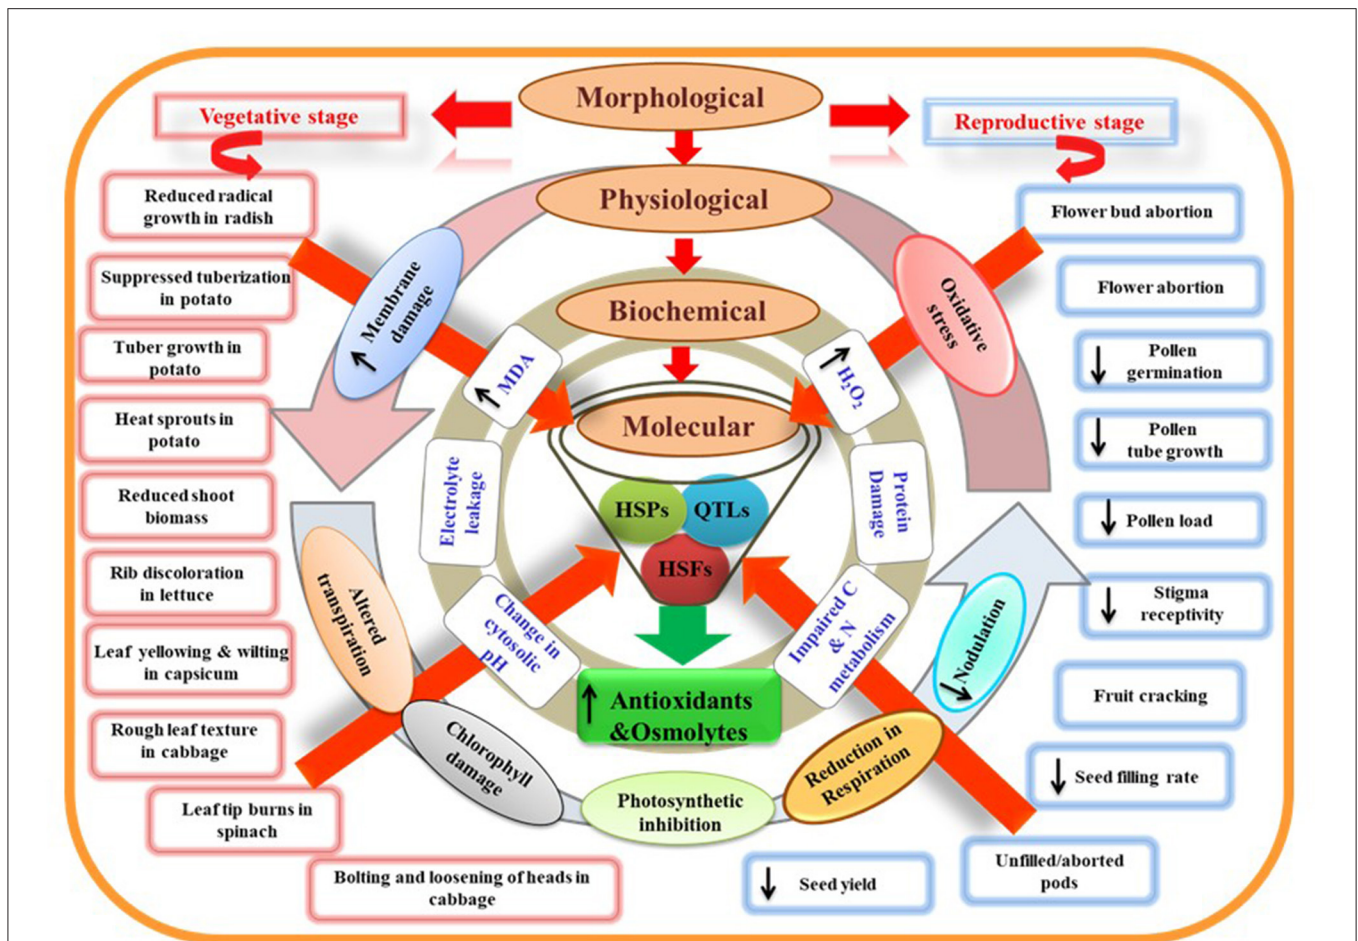 Morphological
Vegetative stage
Reproductive stage
Physiological
Biochemical
Molecular
Reduced radical
growth in radish
Suppressed tuberization
in potato
Tuber growth in
potato
Heat sprouts in
potato
Reduced shoot
biomass
Rib discoloration
in lettuce
Leaf yellowing & wilting
in capsicum
Rough leaf texture
in cabbage
Leaf tip burns in
spinach
Bolting and loosening of heads in
cabbage
↑ Membrane
damage
Oxidative
stress
Altered
transpiration
Chlorophyll
damage
Photosynthetic
inhibition
Reduction in
Respiration
↓ Nodulation
↑ MDA
↑ H₂O₂
Electrolyte
leakage
Protein
Damage
Change in
cytosolic
pH
Impaired C
& N
metabolism
HSPs
QTLs
HSFs
↑ Antioxidants
&Osmolytes
Flower bud abortion
Flower abortion
↓ Pollen
germination
↓ Pollen
tube growth
↓ Pollen load
↓ Stigma
receptivity
Fruit cracking
↓ Seed filling rate
Unfilled/aborted
pods
↓ Seed yield